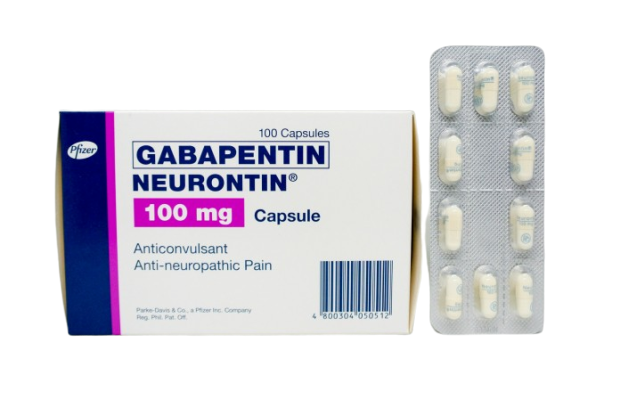 100 Capsules
Pfizer
GABAPENTIN
NEURONTIN®
100 mg Capsule
Anticonvulsant
Anti-neuropathic Pain
Parke-Davis & Co., a Pfizer Inc. Company
Reg. Phil. Pat. Off.
4 800304 050512